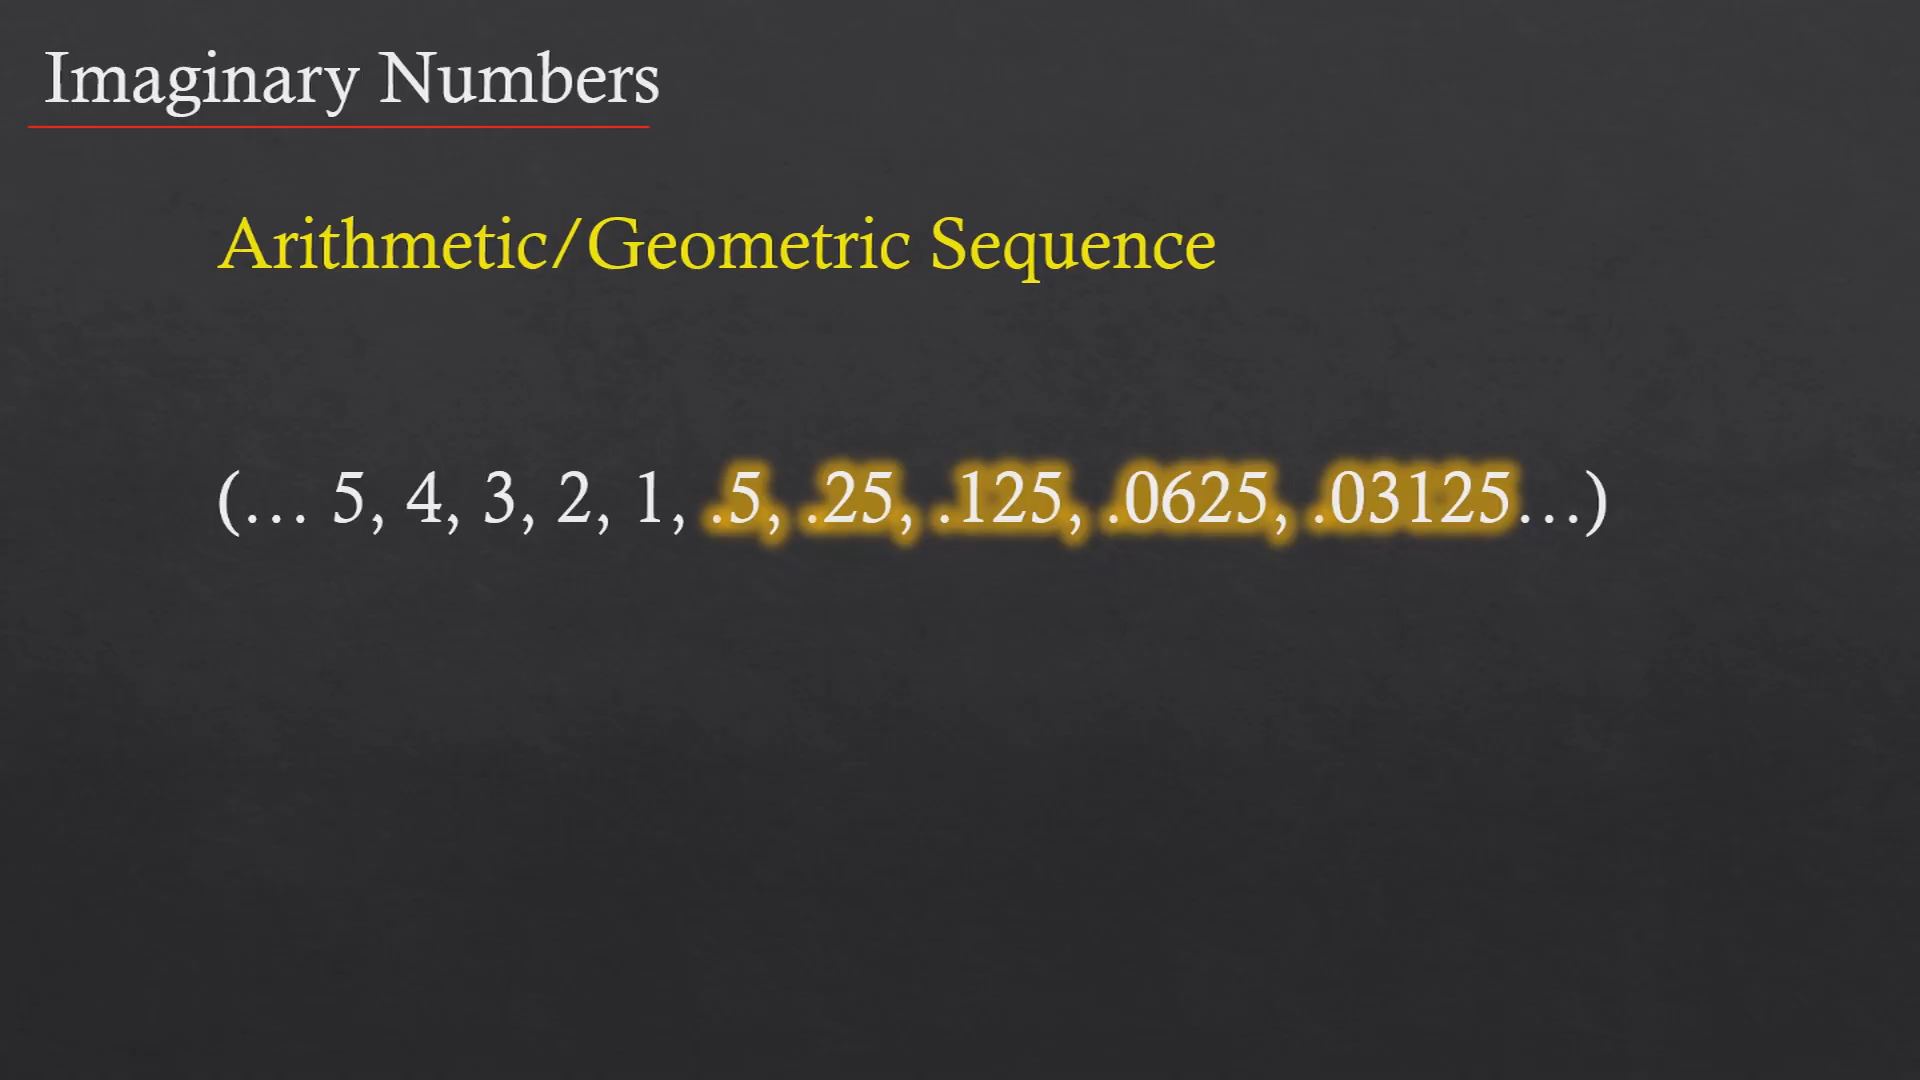 Imaginary Numbers
Arithmetic/Geometric Sequence
(… 5, 4, 3, 2, 1, .5, .25, .125, .0625, .03125…)